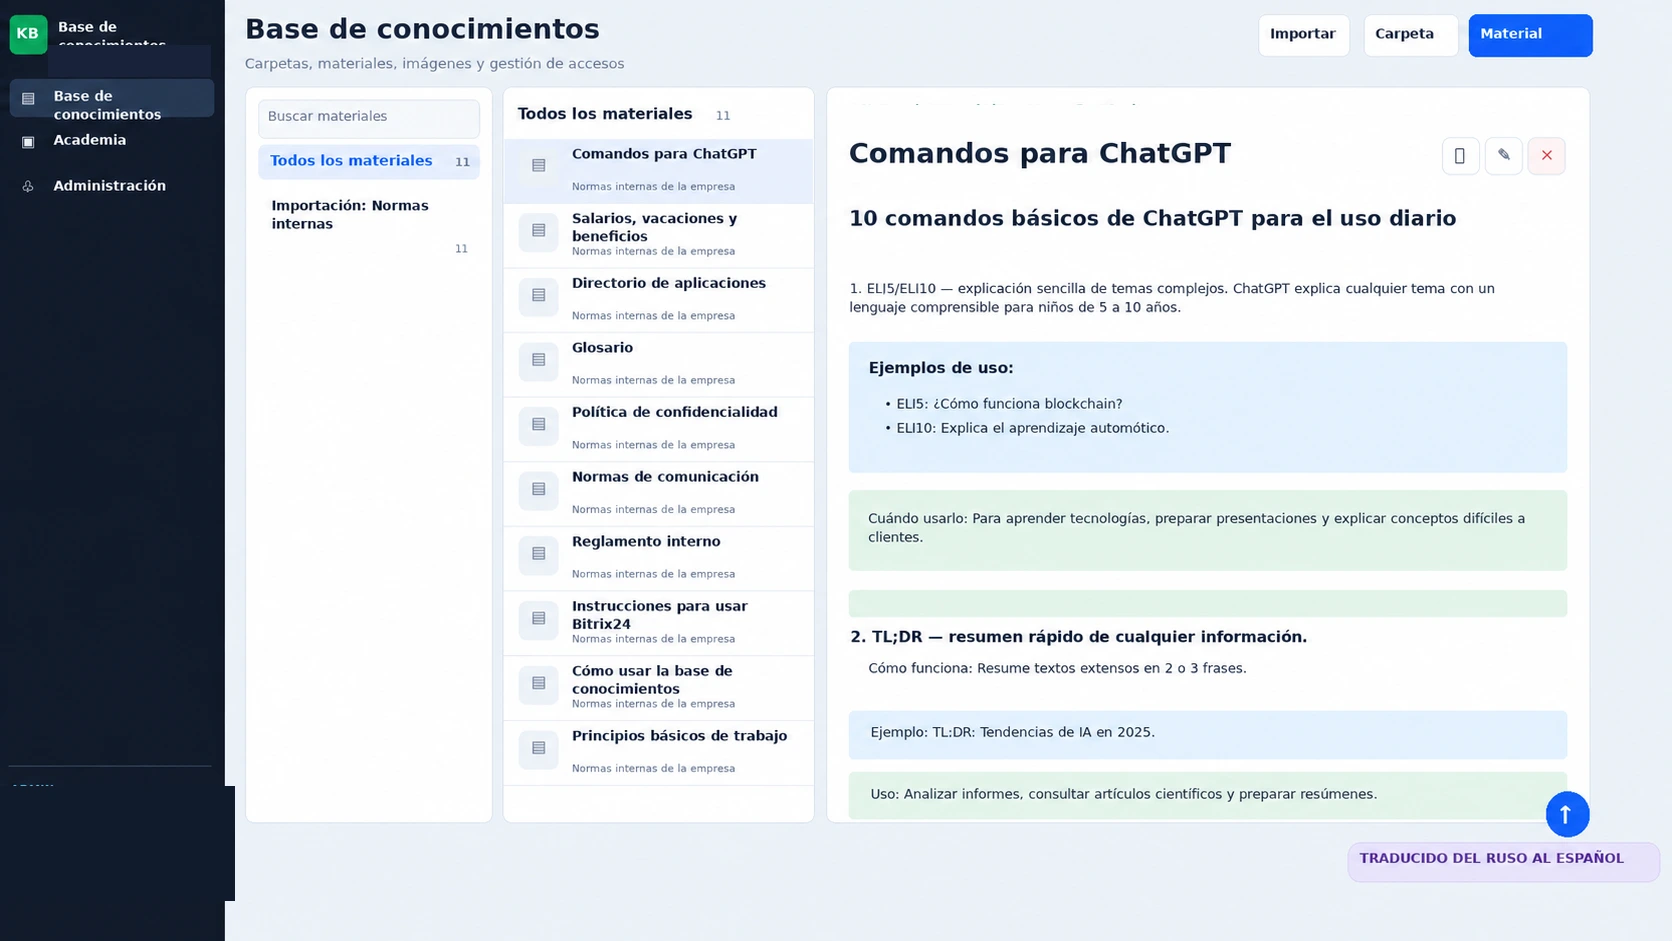 KB
Base de
conocimientos
Base de
conocimientos
Academia
Administración
Base de conocimientos
Carpetas, materiales, imágenes y gestión de accesos
Importar
Carpeta
Material
Buscar materiales
Todos los materiales 11
Importación: Normas
internas
11
Todos los materiales 11
Comandos para ChatGPT
Normas internas de la empresa
Salarios, vacaciones y
beneficios
Normas internas de la empresa
Directorio de aplicaciones
Normas internas de la empresa
Glosario
Normas internas de la empresa
Política de confidencialidad
Normas internas de la empresa
Normas de comunicación
Normas internas de la empresa
Reglamento interno
Normas internas de la empresa
Instrucciones para usar
Bitrix24
Normas internas de la empresa
Cómo usar la base de
conocimientos
Normas internas de la empresa
Principios básicos de trabajo
Normas internas de la empresa
Comandos para ChatGPT
10 comandos básicos de ChatGPT para el uso diario
1. ELI5/ELI10 — explicación sencilla de temas complejos. ChatGPT explica cualquier tema con un
lenguaje comprensible para niños de 5 a 10 años.
Ejemplos de uso:
• ELI5: ¿Cómo funciona blockchain?
• ELI10: Explica el aprendizaje automótico.
Cuándo usarlo: Para aprender tecnologías, preparar presentaciones y explicar conceptos difíciles a
clientes.
2. TL;DR — resumen rápido de cualquier información.
Cómo funciona: Resume textos extensos en 2 o 3 frases.
Ejemplo: TL:DR: Tendencias de IA en 2025.
Uso: Analizar informes, consultar artículos científicos y preparar resúmenes.
TRADUCIDO DEL RUSO AL ESPAÑOL